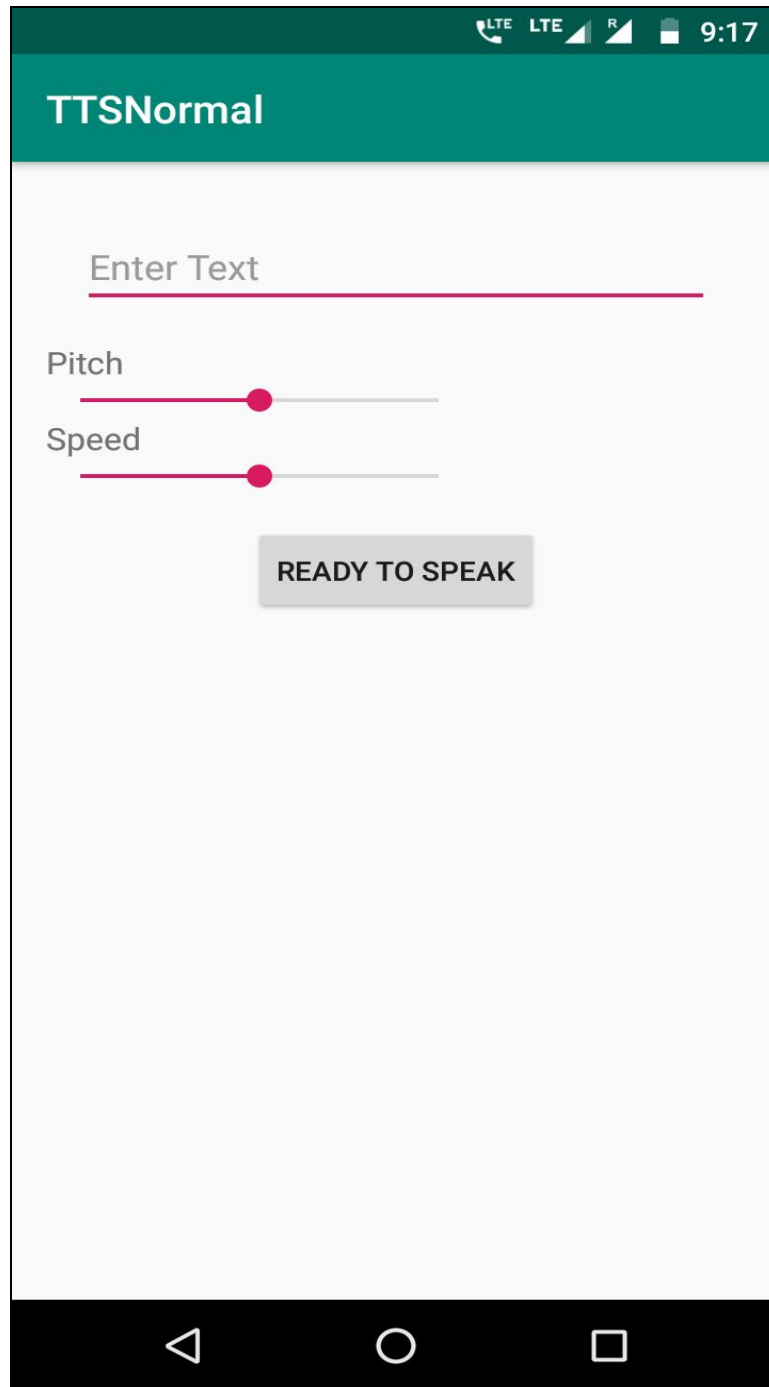 LTE LTE R 9:17
TTSNormal
Enter Text
Pitch
Speed
READY TO SPEAK